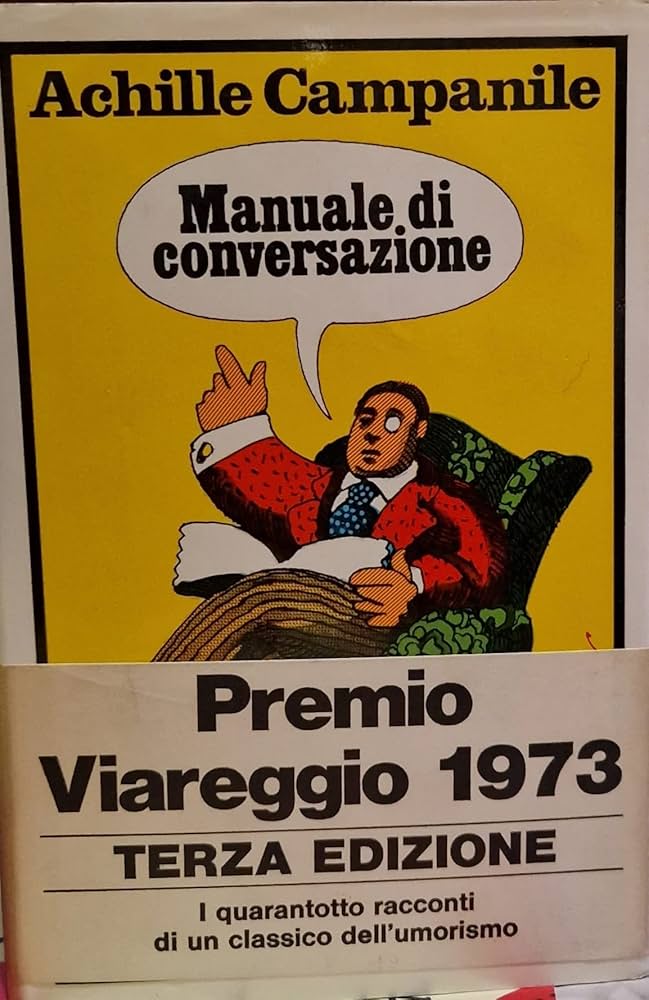 Achille Campanile
Manuale di
conversazione
Premio
Viareggio 1973
TERZA EDIZIONE
I quarantotto racconti
di un classico dell'umorismo